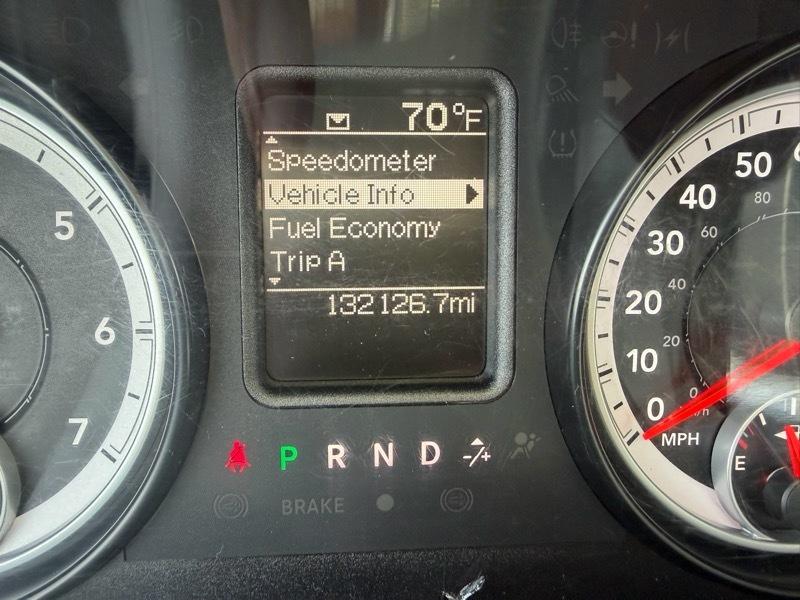 70°F
Speedometer
Vehicle Info
Fuel Economy
Trip A
132126.7mi
P R N D -/+
BRAKE
5
6
7
50
40
30
20
10
0
MPH
80
60
40
20
0
E